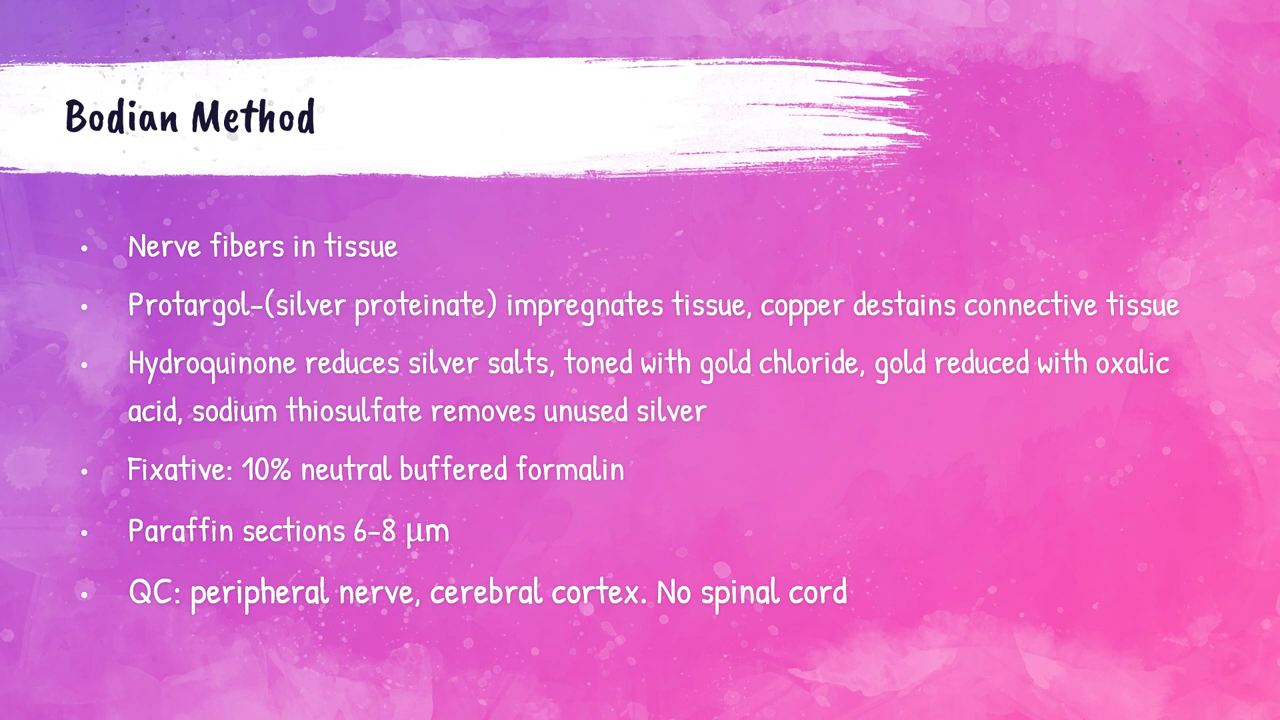 Bodian Method
• Nerve fibers in tissue
• Protargol-(silver proteinate) impregnates tissue, copper destains connective tissue
• Hydroquinone reduces silver salts, toned with gold chloride, gold reduced with oxalic
acid, sodium thiosulfate removes unused silver
• Fixative: 10% neutral buffered formalin
• Paraffin sections 6-8 µm
• QC: peripheral nerve, cerebral cortex. No spinal cord